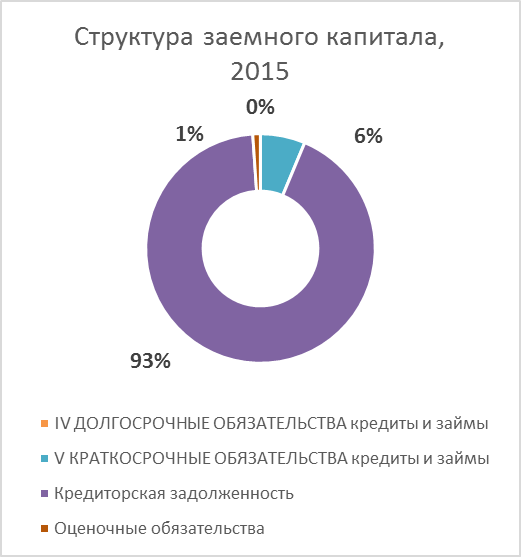 Структура заемного капитала,
2015
0%
1%
6%
93%
IV ДОЛГОСРОЧНЫЕ ОБЯЗАТЕЛЬСТВА кредиты и займы
V КРАТКОСРОЧНЫЕ ОБЯЗАТЕЛЬСТВА кредиты и займы
Кредиторская задолженность
Оценочные обязательства